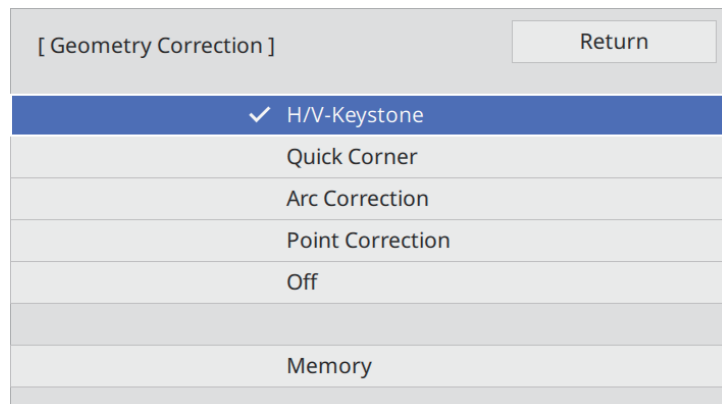 [ Geometry Correction ]
Return
H/V-Keystone
Quick Corner
Arc Correction
Point Correction
Off
Memory